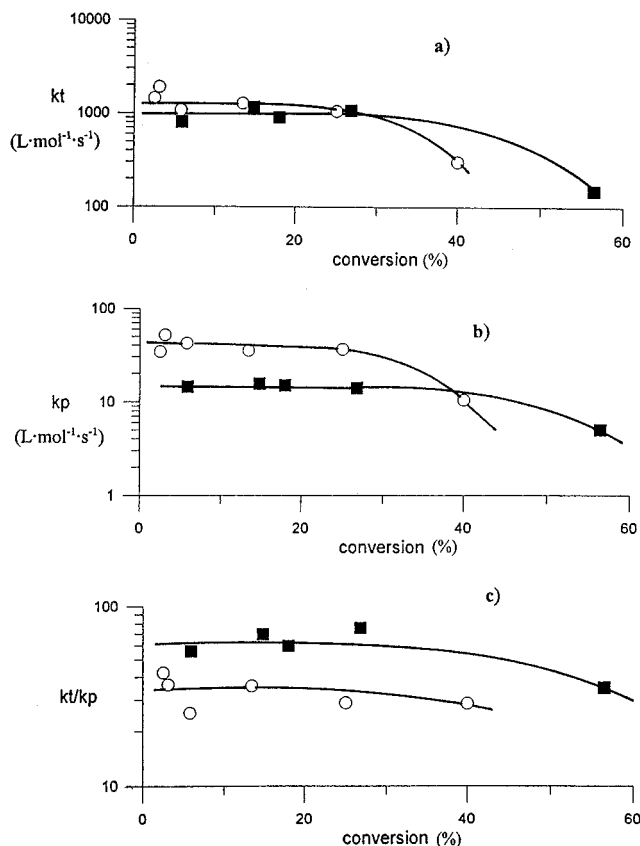 10000
a)
kt
1000
(L·mol⁻¹·s⁻¹)
100
0
20
40
60
conversion (%)
100
b)
kp
10
(L·mol⁻¹·s⁻¹)
1
0
20
40
60
conversion (%)
c)
100
kt/kp
10
0
20
40
60
conversion (%)